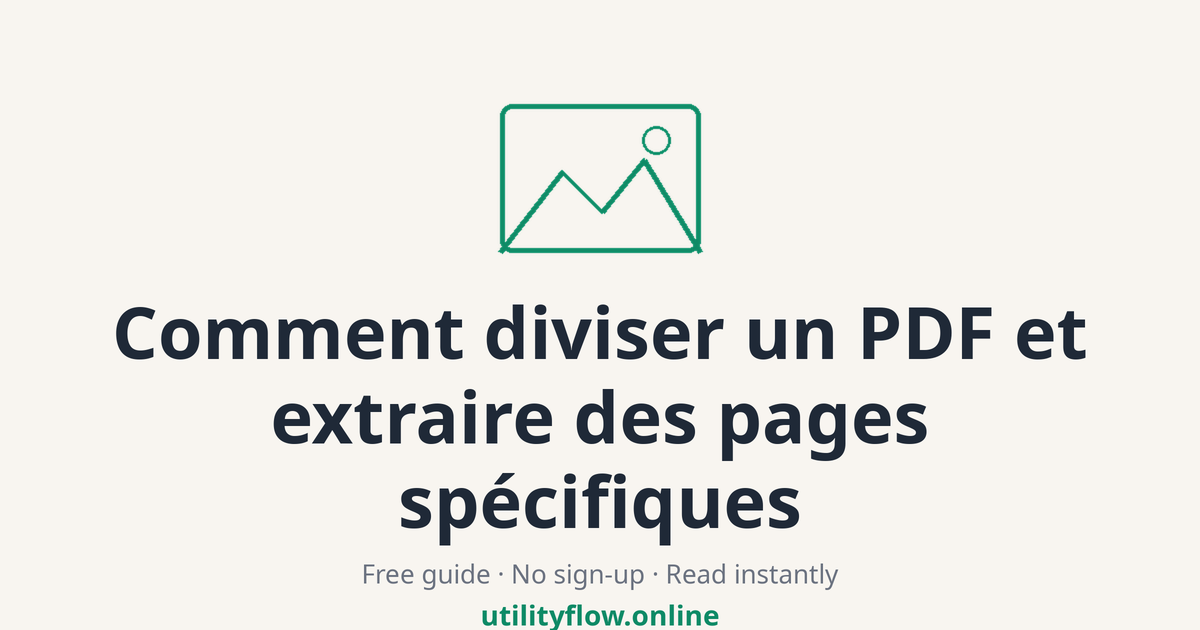 Comment diviser un PDF et
extraire des pages
spécifiques
Free guide · No sign-up · Read instantly
utilityflow.online